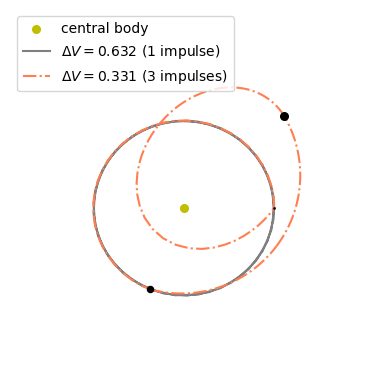 central body
ΔV = 0.632 (1 impulse)
ΔV = 0.331 (3 impulses)